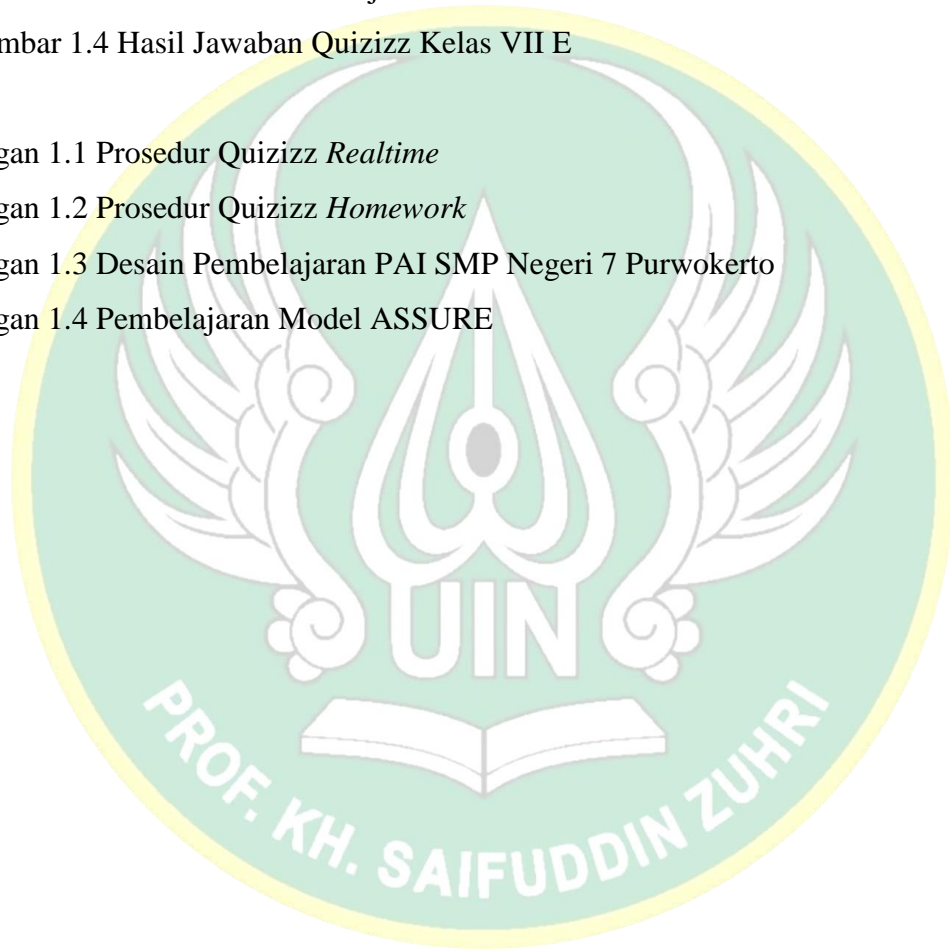 mbar 1.4 Hasil Jawaban Quizizz Kelas VII E
gan 1.1 Prosedur Quizizz Realtime
gan 1.2 Prosedur Quizizz Homework
gan 1.3 Desain Pembelajaran PAI SMP Negeri 7 Purwokerto
gan 1.4 Pembelajaran Model ASSURE
UIN
PROF. KH. SAIFUDDIN ZUHRI